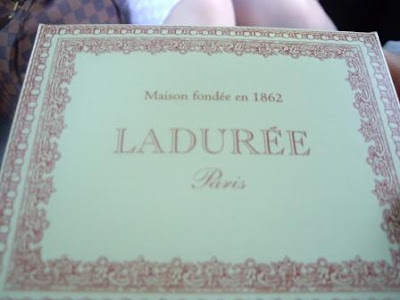 Maison fondée en 1862
LADURÉE
Paris